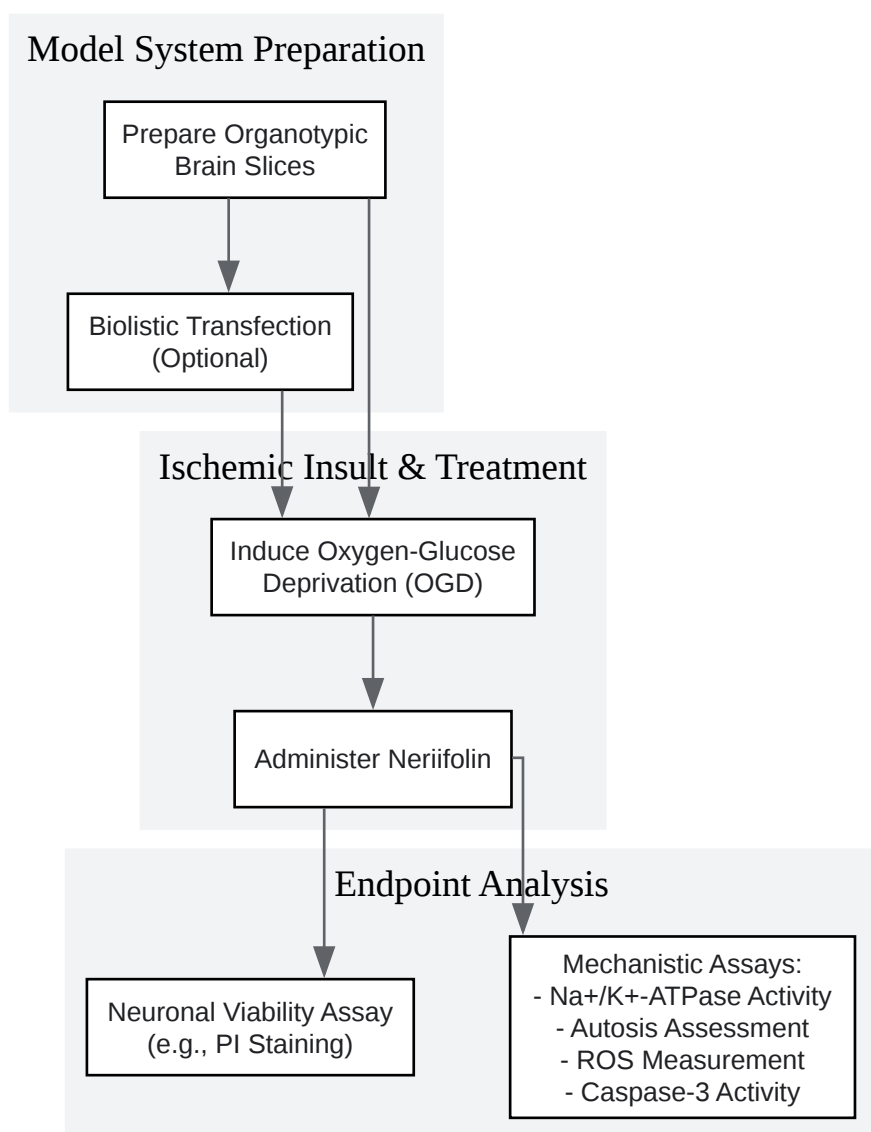 Model System Preparation
Prepare Organotypic
Brain Slices
Biolistic Transfection
(Optional)
Ischemic Insult & Treatment
Induce Oxygen-Glucose
Deprivation (OGD)
Administer Neriifolin
Endpoint Analysis
Neuronal Viability Assay
(e.g., PI Staining)
Mechanistic Assays:
- Na+/K+-ATPase Activity
- Autosis Assessment
- ROS Measurement
- Caspase-3 Activity